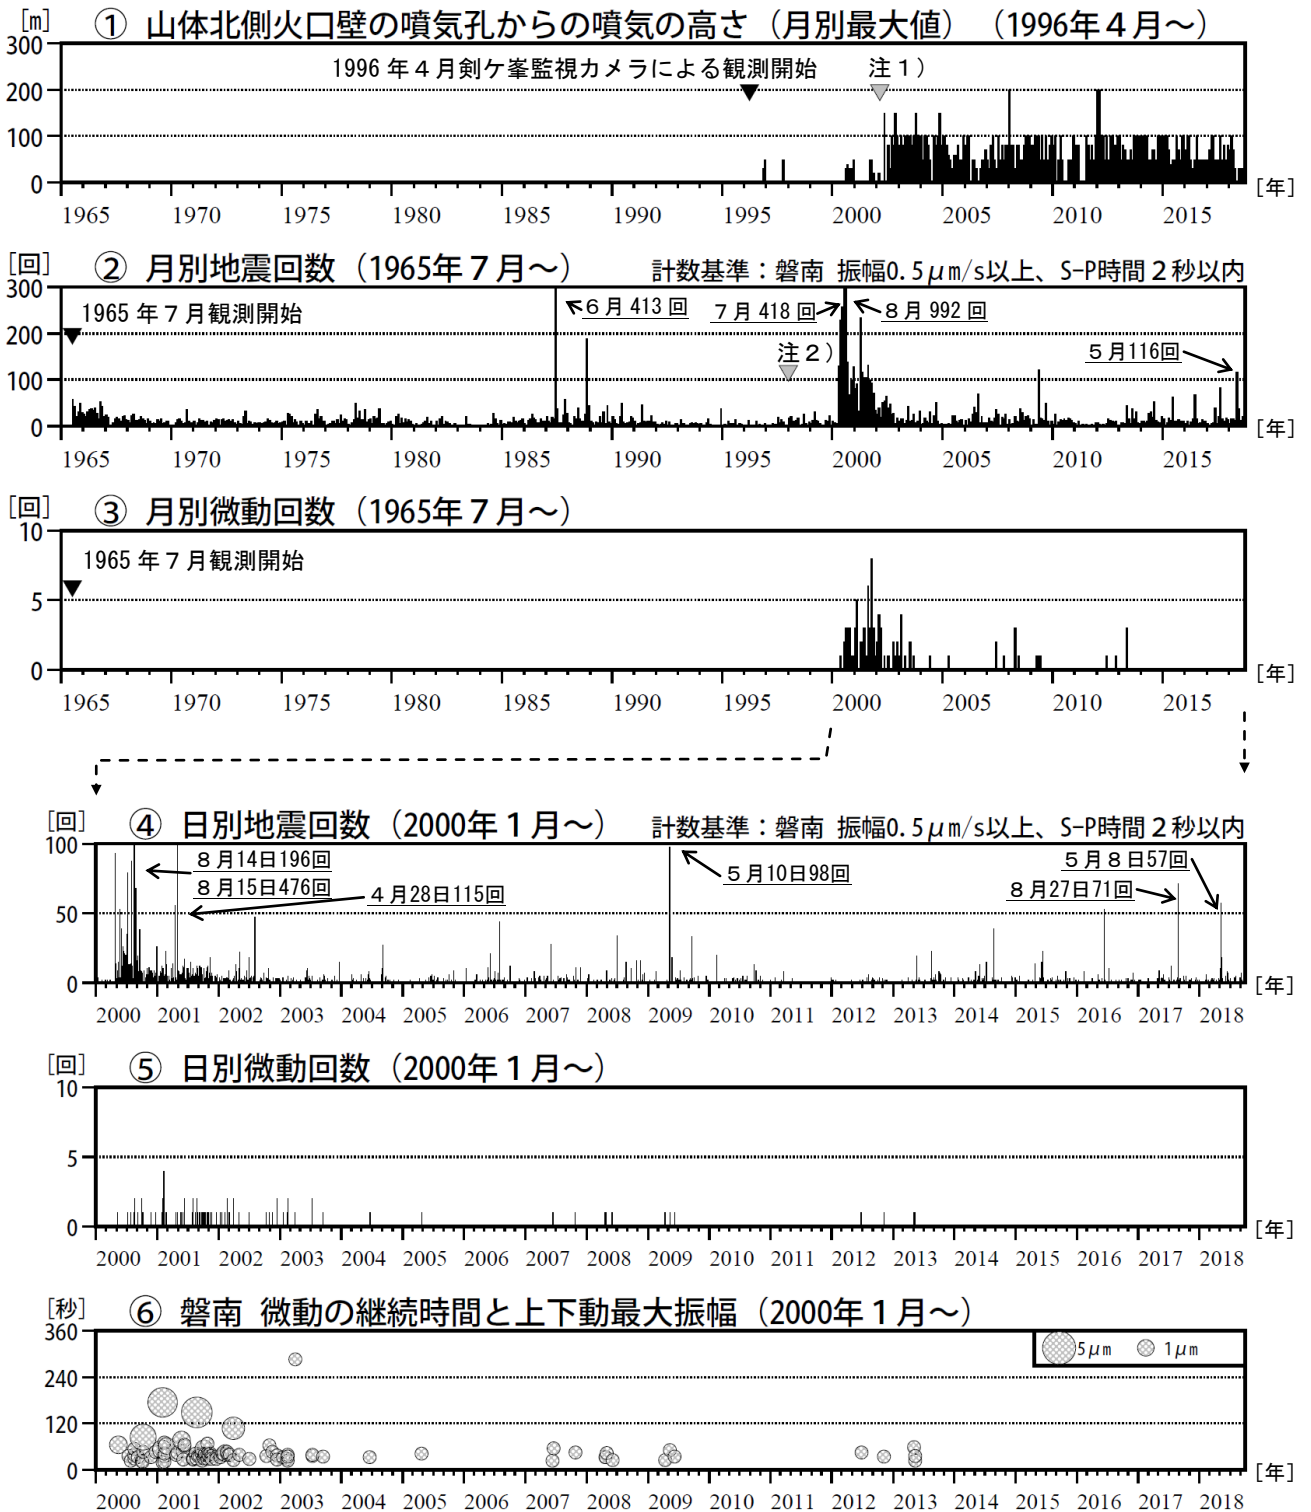 [m] ① 山体北側火口壁の噴気孔からの噴気の高さ（月別最大値）（1996年４月～）
300
1996 年４月剣ケ峯監視カメラによる観測開始 注１）
200
100
0
[年]
1965 1970 1975 1980 1985 1990 1995 2000 2005 2010 2015
[回] ② 月別地震回数（1965年７月～） 計数基準：磐南 振幅0.5μm/s以上、S-P時間２秒以内
300
1965 年７月観測開始 ６月 413 回 ７月 418 回 ８月 992 回
200
注２） ５月116回
100
0
[年]
1965 1970 1975 1980 1985 1990 1995 2000 2005 2010 2015
[回] ③ 月別微動回数（1965年７月～）
10
1965 年７月観測開始
5
0
[年]
1965 1970 1975 1980 1985 1990 1995 2000 2005 2010 2015
[回] ④ 日別地震回数（2000年１月～） 計数基準：磐南 振幅0.5μm/s以上、S-P時間２秒以内
100
８月14日196回 ５月８日57回
８月15日476回 ４月28日115回 ５月10日98回 ８月27日71回
50
0
[年]
2000 2001 2002 2003 2004 2005 2006 2007 2008 2009 2010 2011 2012 2013 2014 2015 2016 2017 2018
[回] ⑤ 日別微動回数（2000年１月～）
10
5
0
[年]
2000 2001 2002 2003 2004 2005 2006 2007 2008 2009 2010 2011 2012 2013 2014 2015 2016 2017 2018
[秒] ⑥ 磐南 微動の継続時間と上下動最大振幅（2000年１月～）
360
5μm 1μm
240
120
0
[年]
2000 2001 2002 2003 2004 2005 2006 2007 2008 2009 2010 2011 2012 2013 2014 2015 2016 2017 2018